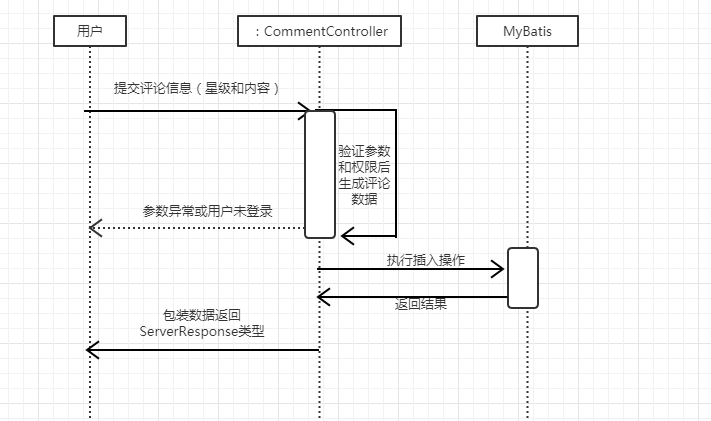 用户
：CommentController
MyBatis
提交评论信息（星级和内容）
验证参数
和权限后
生成评论
数据
参数异常或用户未登录
执行插入操作
返回结果
包装数据返回
ServerResponse类型